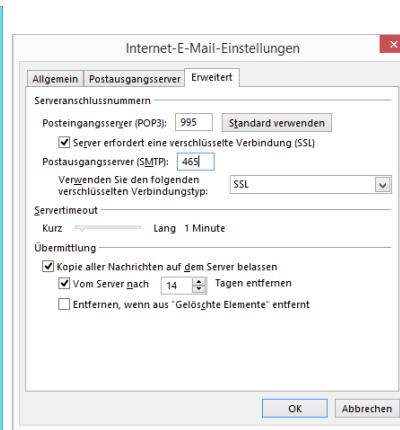 Internet-E-Mail-Einstellungen
Allgemein Postausgangsserver Erweitert
Serveranschlussnummern
Posteingangsserver (POP3): 995 Standard verwenden
Server erfordert eine verschlüsselte Verbindung (SSL)
Postausgangsserver (SMTP): 465
Verwenden Sie den folgenden
verschlüsselten Verbindungstyp: SSL
Servertimeout
Kurz Lang 1 Minute
Übermittlung
Kopie aller Nachrichten auf dem Server belassen
Vom Server nach 14 Tagen entfernen
Entfernen, wenn aus "Gelöschte Elemente" entfernt
OK Abbrechen